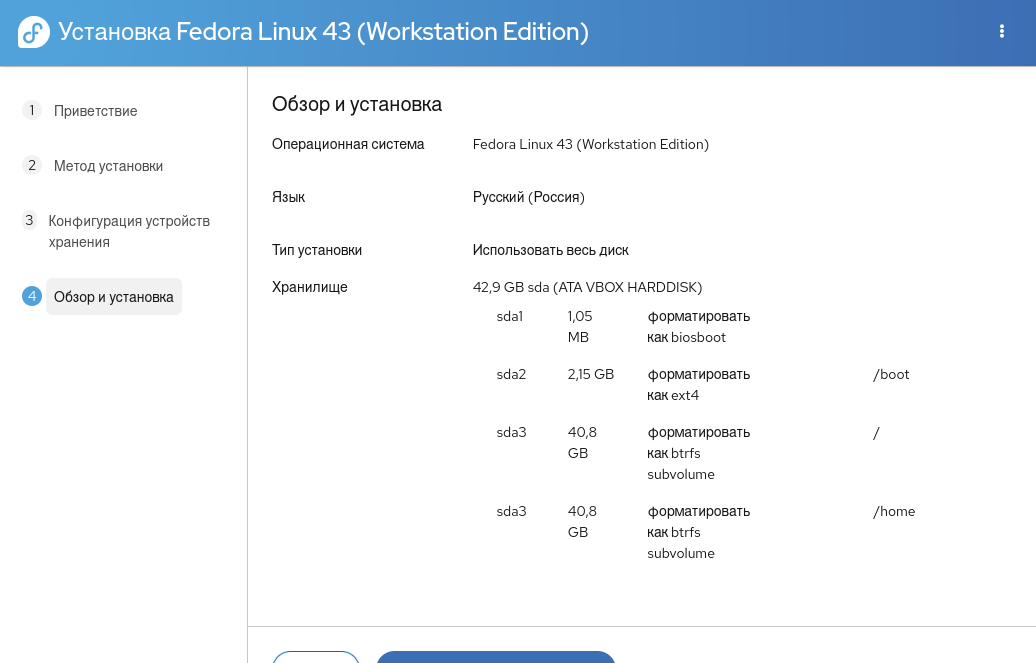 Установка Fedora Linux 43 (Workstation Edition)
1 Приветствие
2 Метод установки
3 Конфигурация устройств
хранения
4 Обзор и установка
Обзор и установка
Операционная система Fedora Linux 43 (Workstation Edition)
Язык Русский (Россия)
Тип установки Использовать весь диск
Хранилище 42,9 GB sda (ATA VBOX HARDDISK)
sda1 1,05 форматировать
MB как biosboot
sda2 2,15 GB форматировать /boot
как ext4
sda3 40,8 форматировать /
GB как btrfs
subvolume
sda3 40,8 форматировать /home
GB как btrfs
subvolume